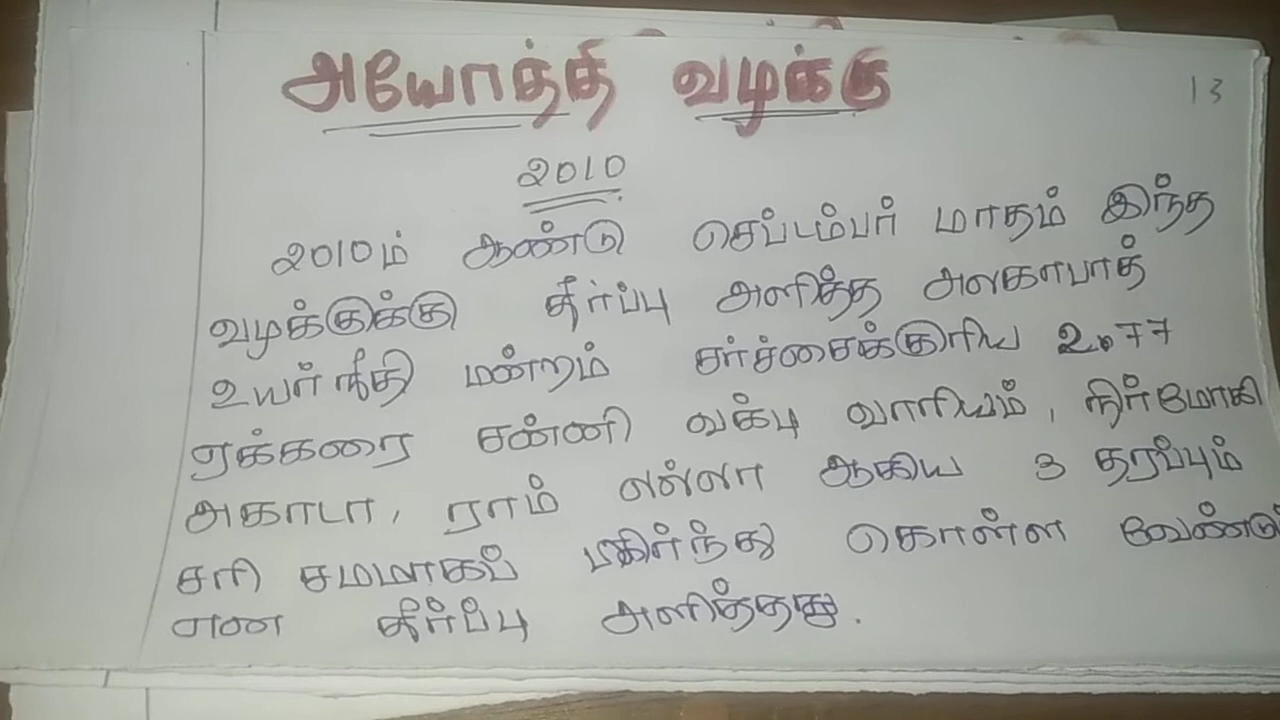 அயோத்தி வழக்கு
13
2010
2010ம் ஆண்டு செப்டம்பர் மாதம் இந்த
வழக்குக்கு தீர்ப்பு அளித்த அலகாபாத்
உயர்நீதி மன்றம் சர்ச்சைக்குரிய 2.77
ஏக்கரை சன்னி வக்பு வாரியம், நிர்மோகி
அகாடா, ராம் லல்லா ஆகிய 3 தரப்பும்
சரி சமமாகப் பகிர்ந்து கொள்ள வேண்டும்
என தீர்ப்பு அளித்தது.